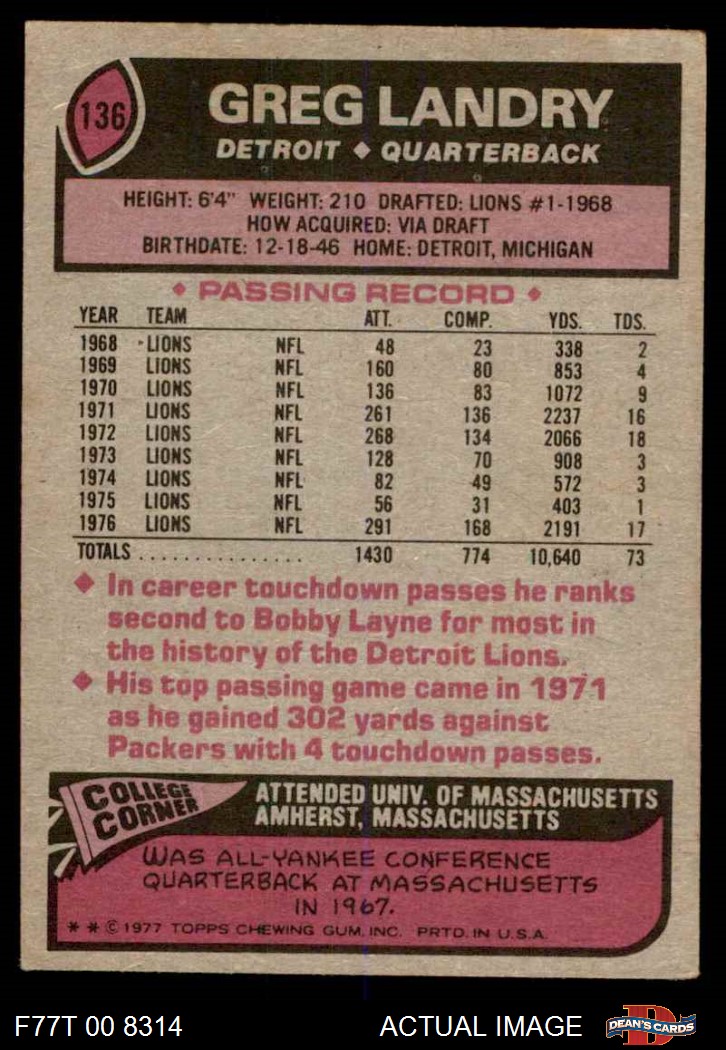 136
GREG LANDRY
DETROIT ◆ QUARTERBACK
HEIGHT: 6'4" WEIGHT: 210 DRAFTED: LIONS #1-1968
HOW ACQUIRED: VIA DRAFT
BIRTHDATE: 12-18-46 HOME: DETROIT, MICHIGAN
◆ PASSING RECORD ◆
YEAR TEAM ATT. COMP. YDS. TDS.
1968 LIONS NFL 48 23 338 2
1969 LIONS NFL 160 80 853 4
1970 LIONS NFL 136 83 1072 9
1971 LIONS NFL 261 136 2237 16
1972 LIONS NFL 268 134 2066 18
1973 LIONS NFL 128 70 908 3
1974 LIONS NFL 82 49 572 3
1975 LIONS NFL 56 31 403 1
1976 LIONS NFL 291 168 2191 17
TOTALS ................ 1430 774 10,640 73
◆ In career touchdown passes he ranks
second to Bobby Layne for most in
the history of the Detroit Lions.
◆ His top passing game came in 1971
as he gained 302 yards against
Packers with 4 touchdown passes.
COLLEGE
CORNER
ATTENDED UNIV. OF MASSACHUSETTS
AMHERST, MASSACHUSETTS
WAS ALL-YANKEE CONFERENCE
QUARTERBACK AT MASSACHUSETTS
IN 1967.
* * © 1977 TOPPS CHEWING GUM, INC. PRTD. IN U.S.A.
F77T 00 8314
ACTUAL IMAGE
D
DEAN'S CARDS